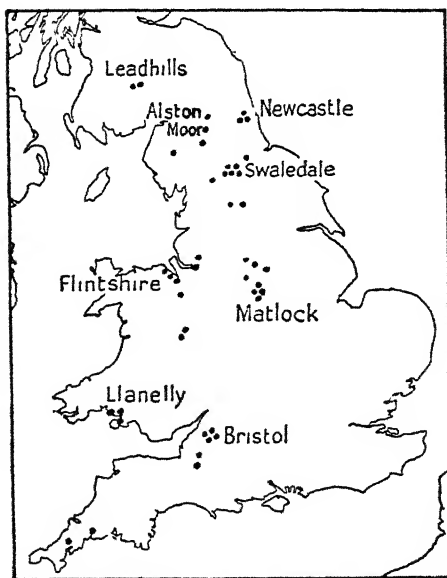 Leadhills
Alston
Moor
Newcastle
Swaledale
Flintshire
Matlock
Llanelly
Bristol